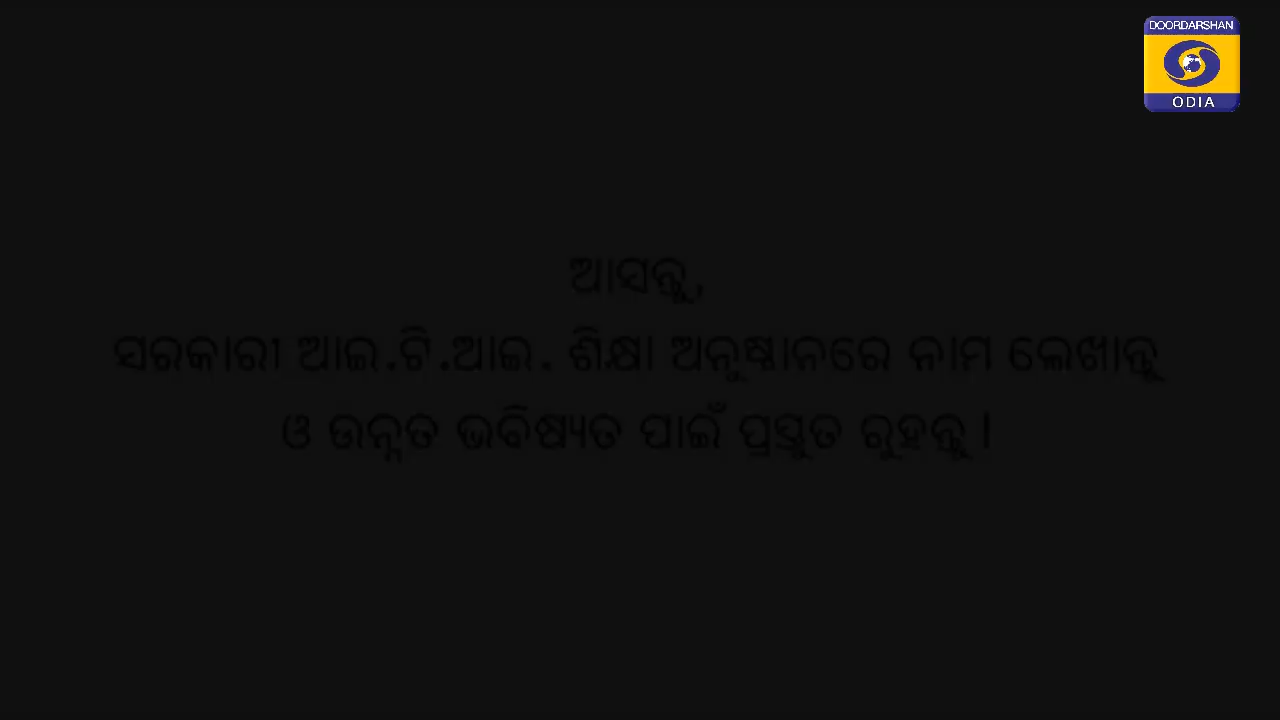 DOORDARSHAN
ODIA
ଆସନ୍ତୁ,
ସରକାରୀ ଆଇ.ଟି.ଆଇ. ଶିକ୍ଷା ଅନୁଷ୍ଠାନରେ ନାମ ଲେଖାନ୍ତୁ
ଓ ଉନ୍ନତ ଭବିଷ୍ୟତ ପାଇଁ ପ୍ରସ୍ତୁତ ରୁହନ୍ତୁ !